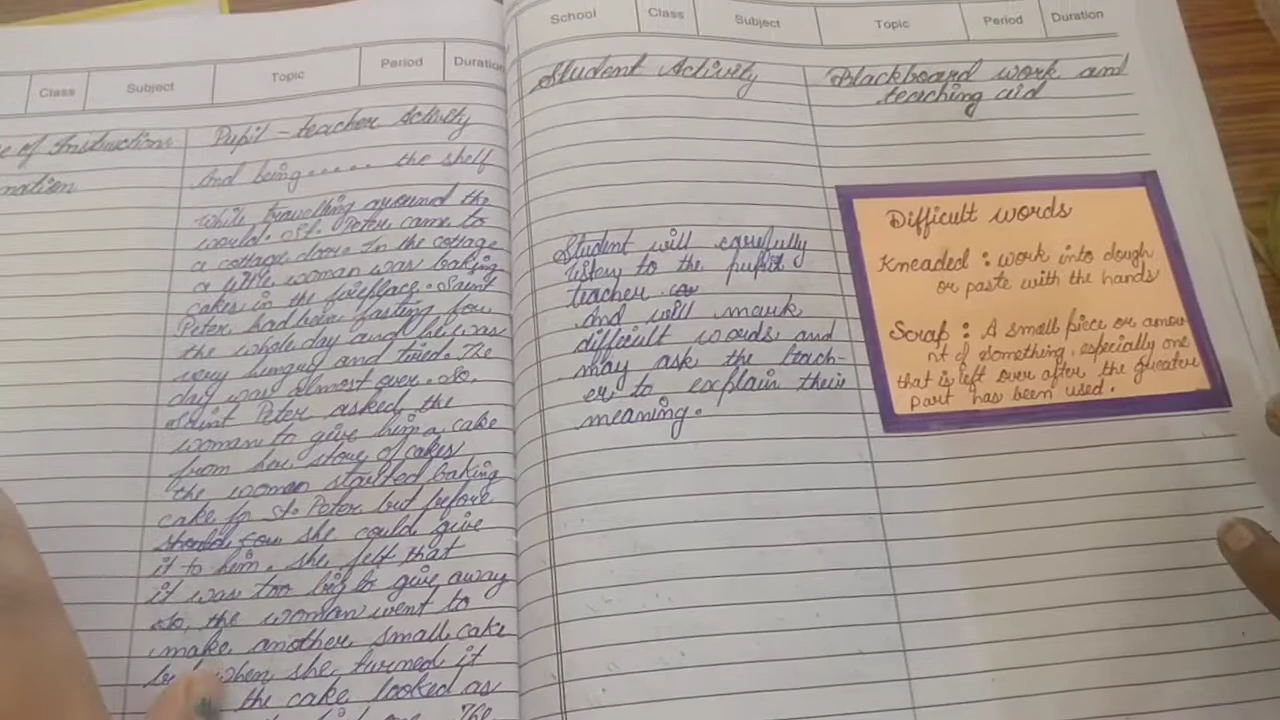 Class Subject Topic Period Duration
e of Instructions
nation
Pupil-teacher Activity
And being...... the shelf
While travelling around the
world. St. Peter came to
a cottage door. In the cottage
a little woman was baking
cakes in the fireplace. Saint
Peter had been fasting for
the whole day and he was
very hungry and tired. The
day was almost over. So,
Saint Peter asked the
woman to give him a cake
from her store of cakes
the woman started baking
cake for St. Peter but before
she could give
it to him. She felt that
it was too big to give away
so, the woman went to
make another small cake
when she turned it
the cake looked as
The
School Class Subject Topic Period Duration
Student Activity
Student will carefully
listen to the pupil
teacher
And will mark
difficult words and
may ask the teach-
er to explain their
meaning.
Blackboard work and
teaching aid
Difficult words
Kneaded : work into dough
or paste with the hands
Scrap : A small piece or amou-
nt of something, especially one
that is left over after the greater
part has been used.